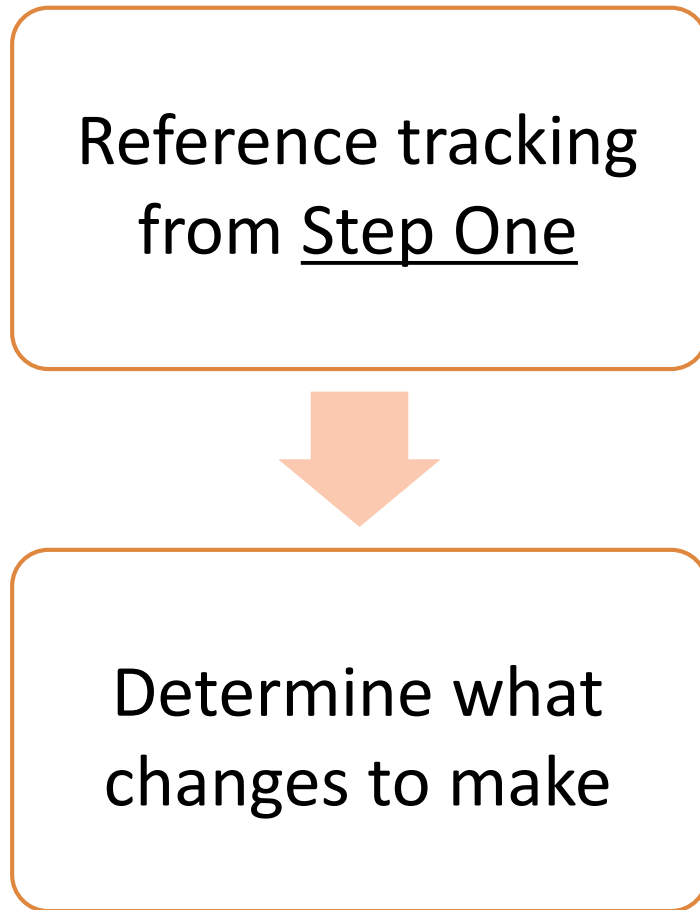 Reference tracking
from Step One
Determine what
changes to make